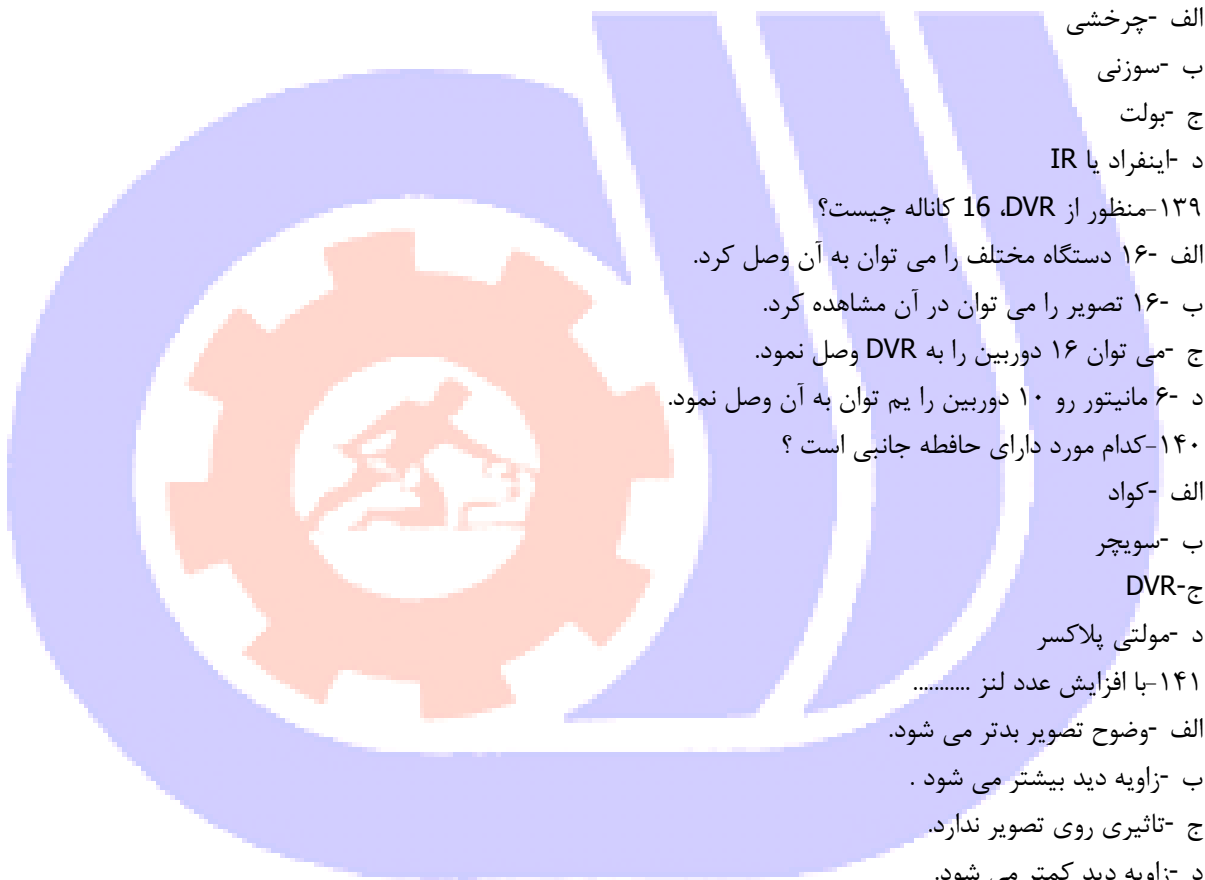 الف -چرخشی
ب -سوزنی
ج -بولت
د -اینفراد یا IR
۱۳۹-منظور از DVR، 16 کاناله چیست؟
الف -۱۶ دستگاه مختلف را می توان به آن وصل کرد.
ب -۱۶ تصویر را می توان در آن مشاهده کرد.
ج -می توان ۱۶ دوربین را به DVR وصل نمود.
د -۶ مانیتور رو ۱۰ دوربین را یم توان به آن وصل نمود.
۱۴۰-کدام مورد دارای حافطه جانبی است ؟
الف -کواد
ب -سویچر
ج-DVR
د -مولتی پلاکسر
۱۴۱-با افزایش عدد لنز ...........
الف -وضوح تصویر بدتر می شود.
ب -زاویه دید بیشتر می شود .
ج -تاثیری روی تصویر ندارد.
د -زاویه دید کمتر می شود.